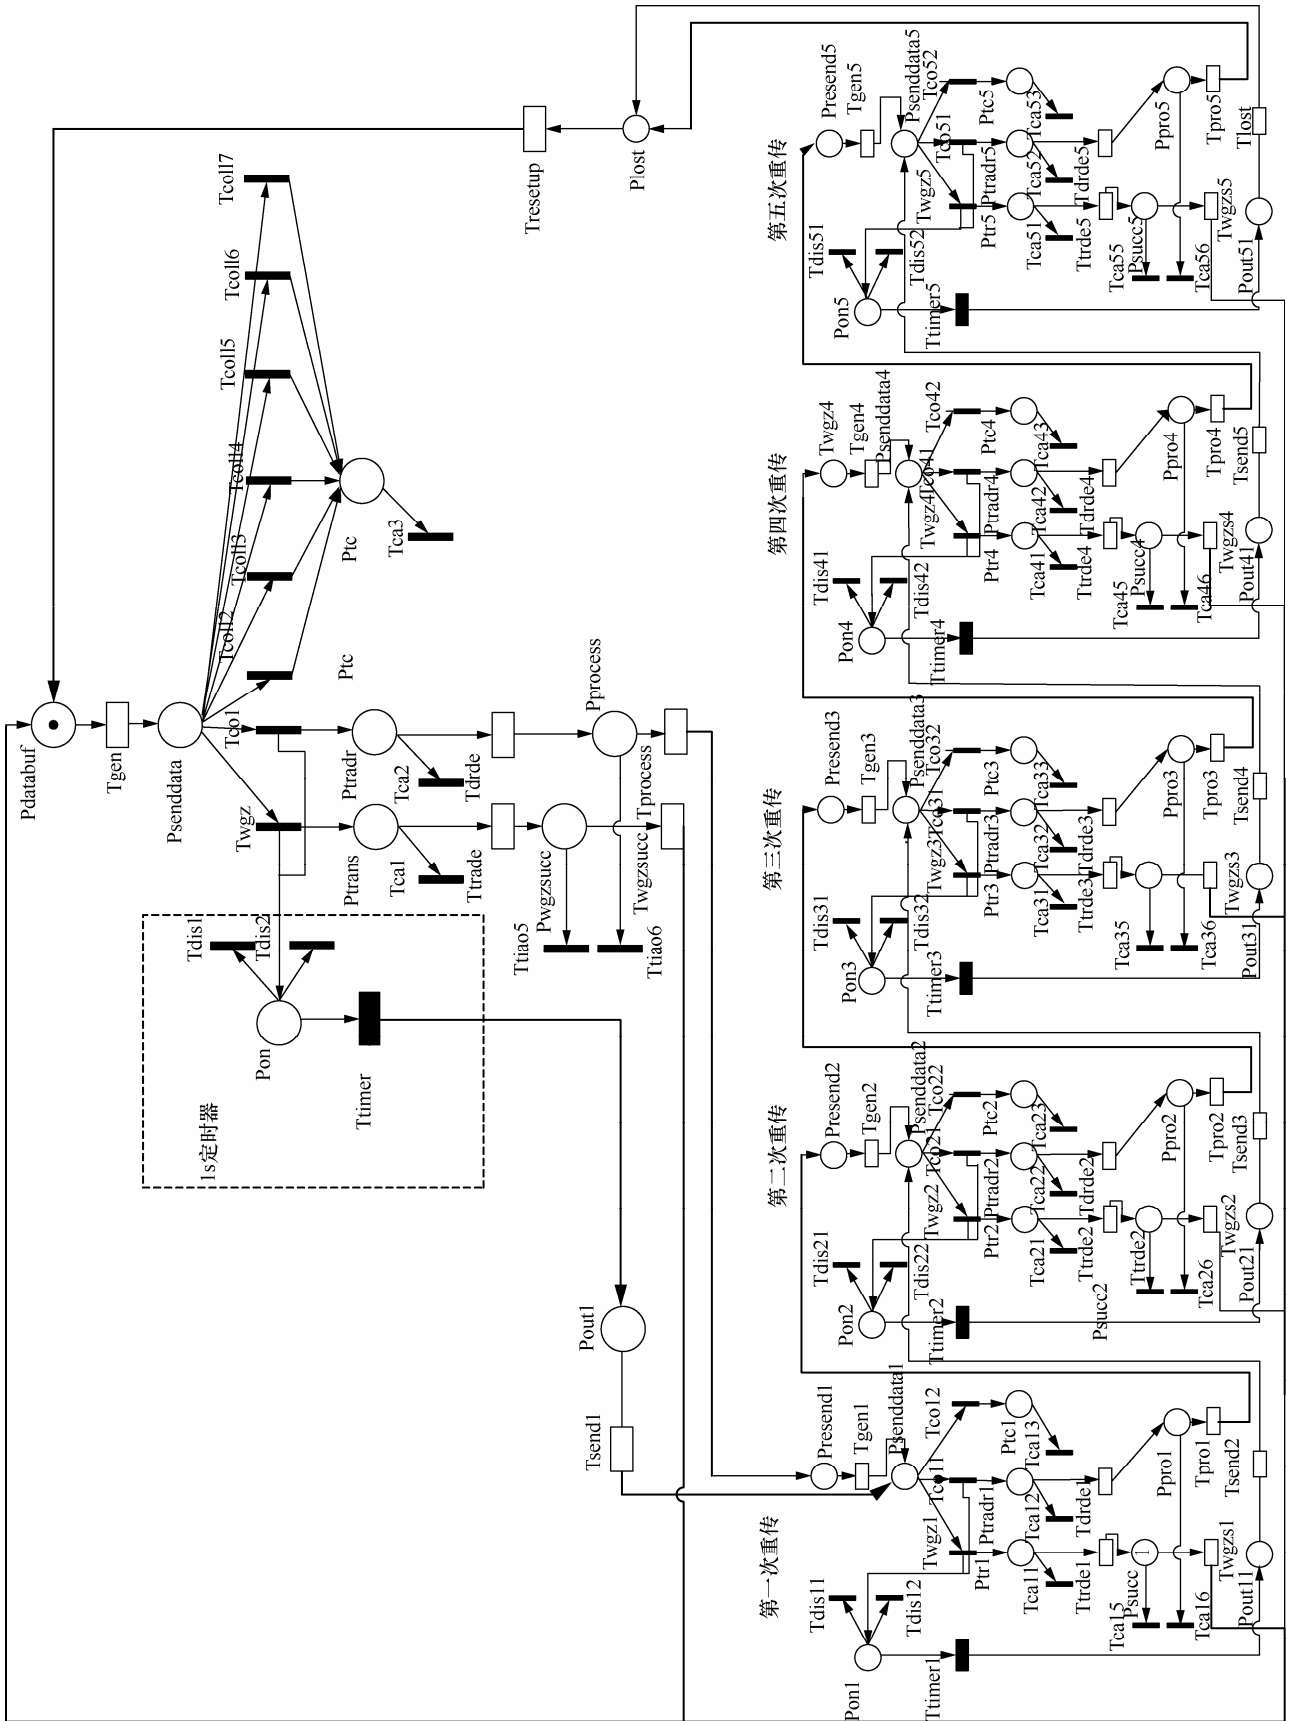 Pdatabuf
Tgen
Psenddata
Tco1
Tcoll2
Tcoll3
Tcoll4
Tcoll5
Tcoll6
Tcoll7
Ptc
Tca3
Ptc
Twgz
Ptradr
Tca2
Tdrde
Pprocess
Tprocess
Ptrans
Tca1
Ttrade
Pwgzsucc
Twgzsucc
Ttiao5
Ttiao6
Tdis1
Tdis2
Pon
Ttimer
1s定时器
Pout1
Tsend1
Tresetup
Plost
第一次重传
Presend1
Tgen1
Psenddata1
Tco12
Tco11
Twgz1
Ptc1
Tca13
Ptradr1
Tca12
Tdrde1
Ptr1
Tca11
Ttrde1
Tdis11
Tdis12
Pon1
Ttimer1
Ppro1
Tpro1
Tsend2
Psucc
1
Tca15
Tca16
Twgzs1
Pout11
第二次重传
Presend2
Tgen2
Psenddata2
Tco22
Tco21
Twgz2
Ptc2
Tca23
Ptradr2
Tca22
Tdrde2
Ptr2
Tca21
Ttrde2
Tdis21
Tdis22
Pon2
Ttimer2
Psucc2
Ppro2
Tpro2
Tsend3
Ttrde2
Tca26
Twgzs2
Pout21
第三次重传
Presend3
Tgen3
Psenddata3
Tco32
Tco31
Twgz3
Ptc3
Tca33
Ptradr3
Tca32
Tdrde3
Ptr3
Tca31
Ttrde3
Tdis31
Tdis32
Pon3
Ttimer3
Ppro3
Tpro3
Tsend4
Tca35
Tca36
Twgzs3
Pout31
第四次重传
Twgz4
Tgen4
Psenddata4
Tco42
Tco41
Twgz4
Ptc4
Tca43
Ptradr4
Tca42
Tdrde4
Ptr4
Tca41
Ttrde4
Tdis41
Tdis42
Pon4
Ttimer4
Ppro4
Tpro4
Tsend5
Psucc4
Tca45
Tca46
Twgzs4
Pout41
第五次重传
Presend5
Tgen5
Psenddata5
Tco52
Tco51
Twgz5
Ptc5
Tca53
Ptradr5
Tca52
Tdrde5
Ptr5
Tca51
Ttrde5
Tdis51
Tdis52
Pon5
Ttimer5
Ppro5
Tpro5
Tlost
Psucc5
Tca55
Tca56
Twgzs5
Pout51